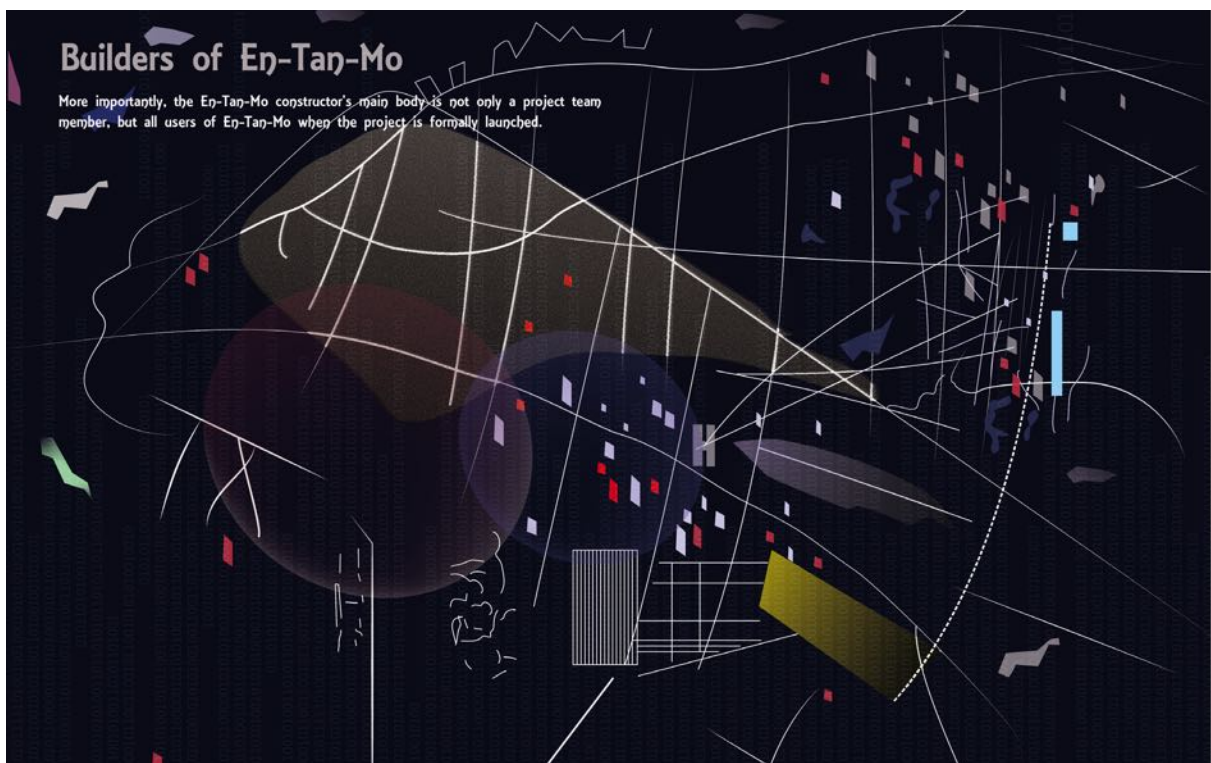 Builders of En-Tan-Mo
More importantly, the En-Tan-Mo constructor's main body is not only a project team
member, but all users of En-Tan-Mo when the project is formally launched.